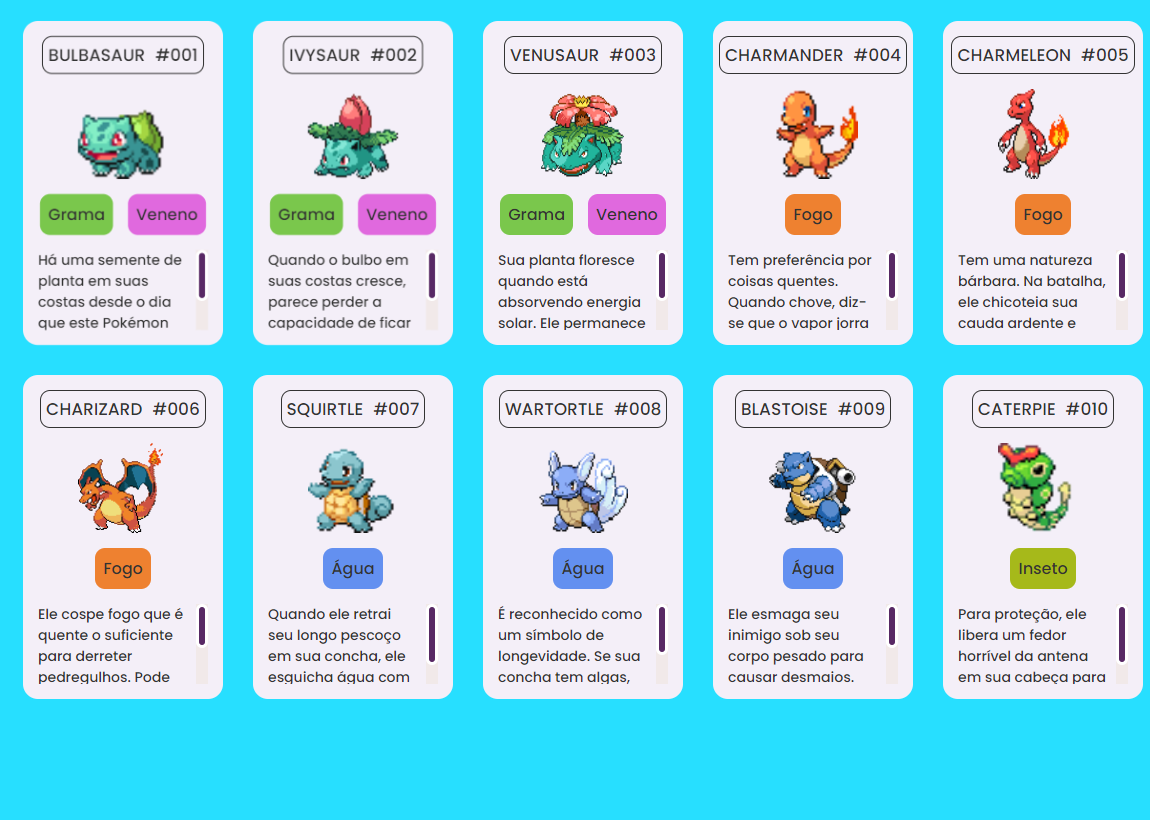 BULBASAUR #001
Grama Veneno
Há uma semente de
planta em suas
costas desde o dia
que este Pokémon
IVYSAUR #002
Grama Veneno
Quando o bulbo em
suas costas cresce,
parece perder a
capacidade de ficar
VENUSAUR #003
Grama Veneno
Sua planta floresce
quando está
absorvendo energia
solar. Ele permanece
CHARMANDER #004
Fogo
Tem preferência por
coisas quentes.
Quando chove, diz-
se que o vapor jorra
CHARMELEON #005
Fogo
Tem uma natureza
bárbara. Na batalha,
ele chicoteia sua
cauda ardente e
CHARIZARD #006
Fogo
Ele cospe fogo que é
quente o suficiente
para derreter
pedregulhos. Pode
SQUIRTLE #007
Água
Quando ele retrai
seu longo pescoço
em sua concha, ele
esguicha água com
WARTORTLE #008
Água
É reconhecido como
um símbolo de
longevidade. Se sua
concha tem algas,
BLASTOISE #009
Água
Ele esmaga seu
inimigo sob seu
corpo pesado para
causar desmaios.
CATERPIE #010
Inseto
Para proteção, ele
libera um fedor
horrível da antena
em sua cabeça para